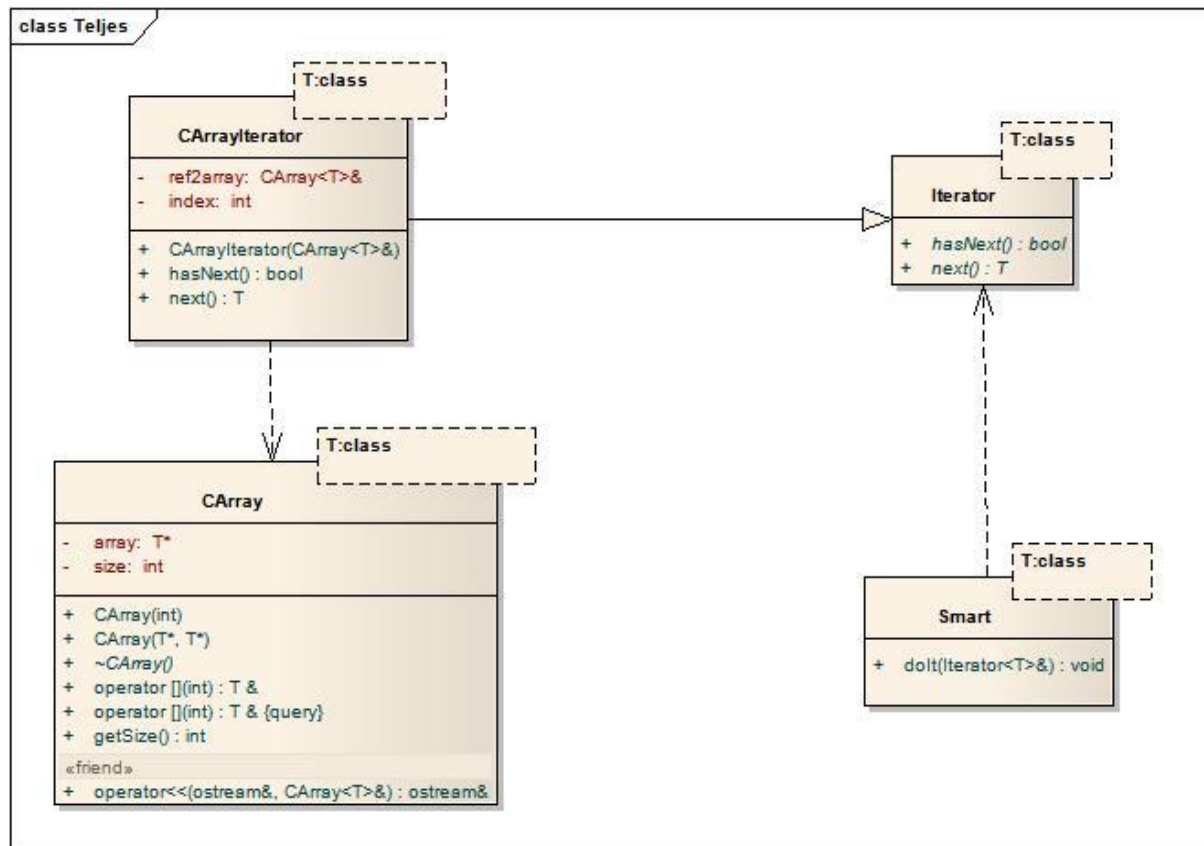 class Teljes
T:class
CArrayIterator
- ref2array: CArray<T>&
- index: int
+ CArrayIterator(CArray<T>&)
+ hasNext() : bool
+ next() : T
T:class
Iterator
+ hasNext() : bool
+ next() : T
T:class
CArray
- array: T*
- size: int
+ CArray(int)
+ CArray(T*, T*)
+ ~CArray()
+ operator [](int) : T &
+ operator [](int) : T & {query}
+ getSize() : int
«friend»
+ operator<<(ostream&, CArray<T>&) : ostream&
T:class
Smart
+ doIt(Iterator<T>&) : void